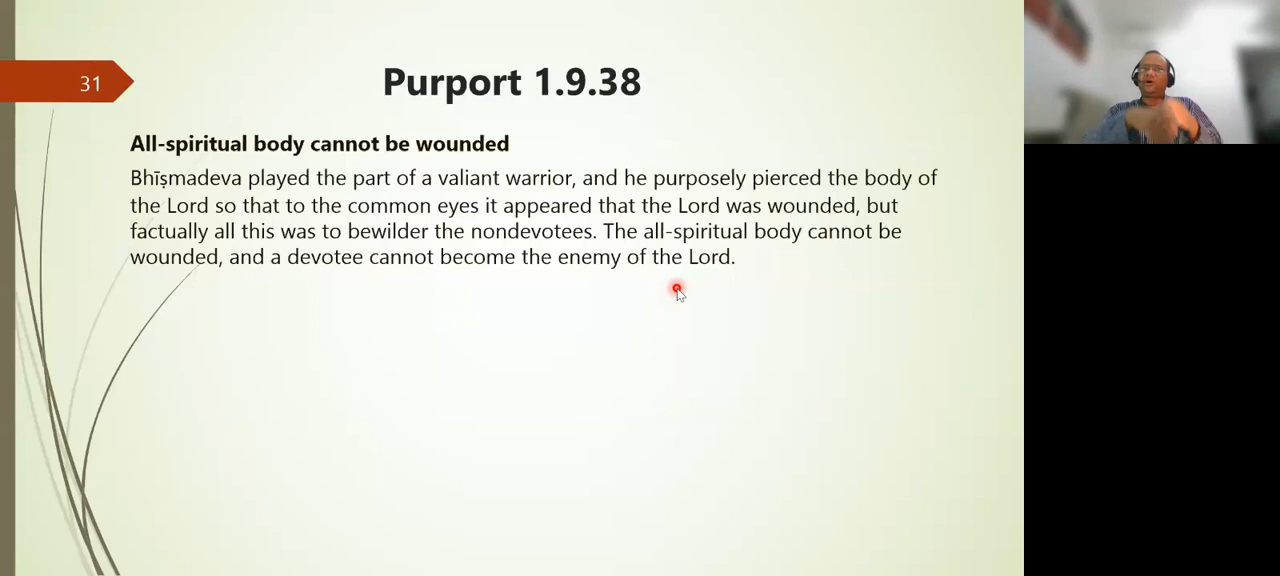 31
Purport 1.9.38
All-spiritual body cannot be wounded
Bhīṣmadeva played the part of a valiant warrior, and he purposely pierced the body of
the Lord so that to the common eyes it appeared that the Lord was wounded, but
factually all this was to bewilder the nondevotees. The all-spiritual body cannot be
wounded, and a devotee cannot become the enemy of the Lord.